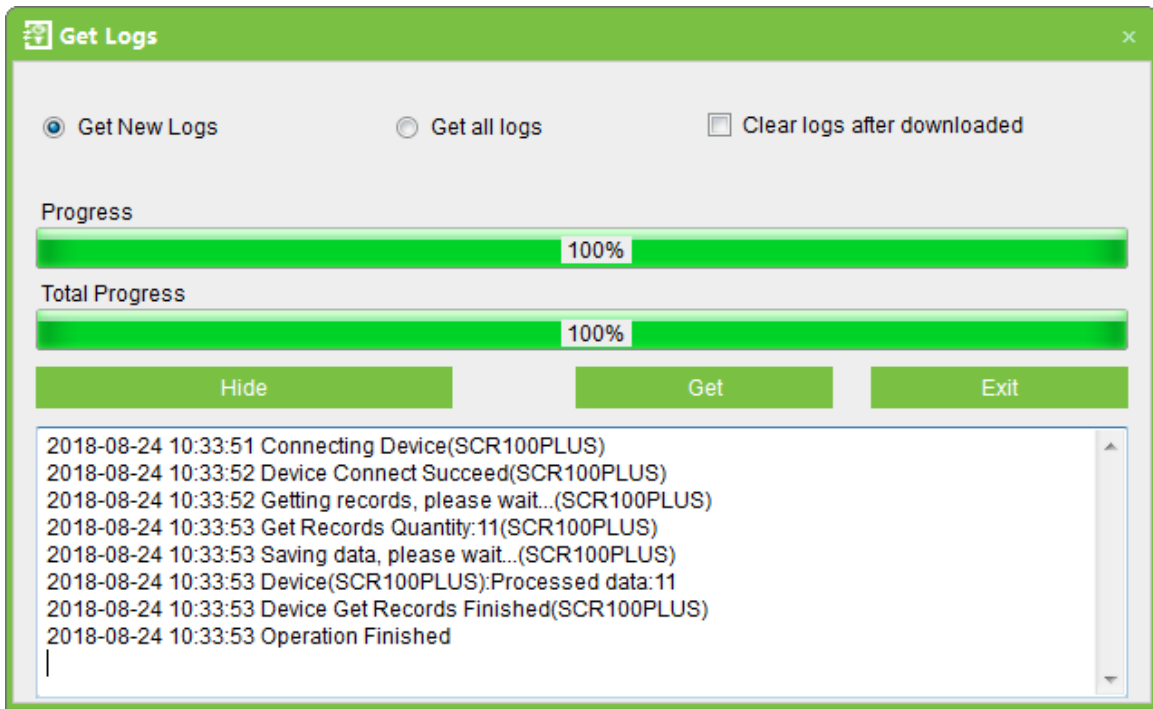 Get Logs
Get New Logs
Get all logs
Clear logs after downloaded
Progress
100%
Total Progress
100%
Hide
Get
Exit
2018-08-24 10:33:51 Connecting Device(SCR100PLUS)
2018-08-24 10:33:52 Device Connect Succeed(SCR100PLUS)
2018-08-24 10:33:52 Getting records, please wait...(SCR100PLUS)
2018-08-24 10:33:53 Get Records Quantity:11(SCR100PLUS)
2018-08-24 10:33:53 Saving data, please wait...(SCR100PLUS)
2018-08-24 10:33:53 Device(SCR100PLUS):Processed data:11
2018-08-24 10:33:53 Device Get Records Finished(SCR100PLUS)
2018-08-24 10:33:53 Operation Finished